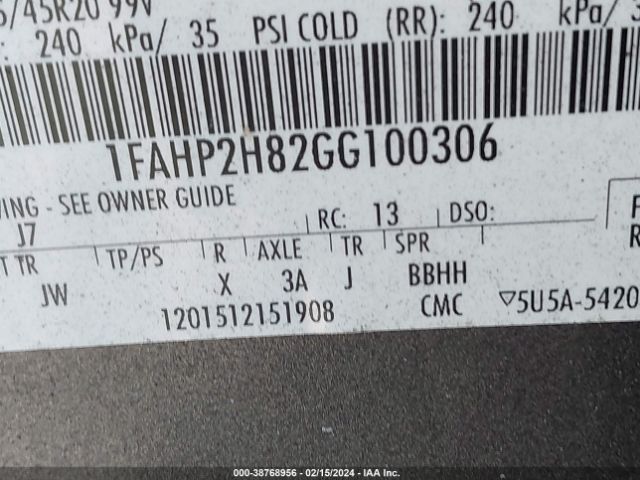 /45R20 99V
: 240 kPa/ 35 PSI COLD (RR): 240 kPa/
1FAHP2H82GG100306
- SEE OWNER GUIDE
RC: 13 DSO:
J7
TR TP/PS R AXLE TR SPR
JW X 3A J BBHH
1201512151908 CMC ▽5U5A-5420
000-38768956 - 02/15/2024 - IAA Inc.